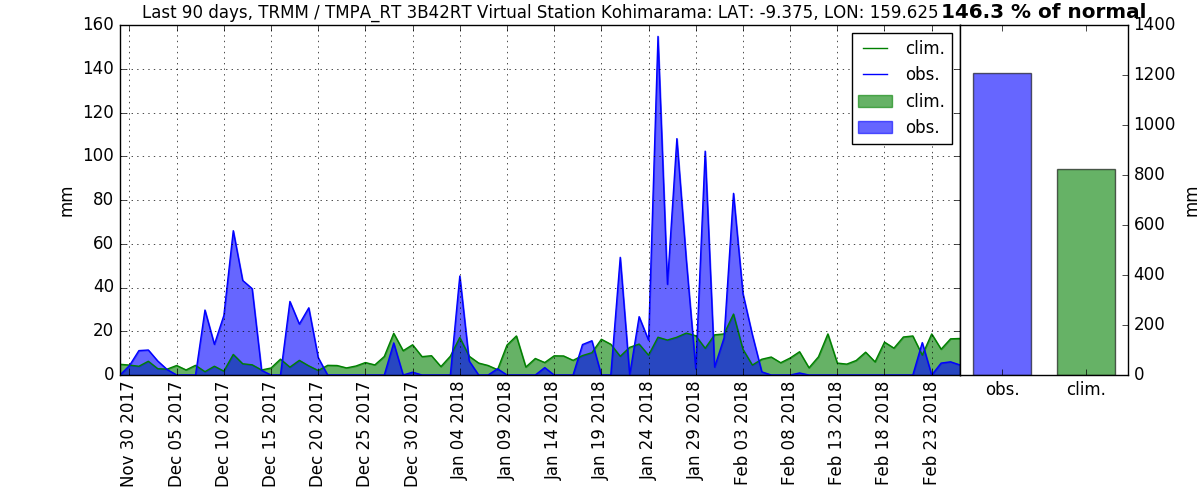 Last 90 days, TRMM / TMPA_RT 3B42RT Virtual Station Kohimarama: LAT: -9.375, LON: 159.625
146.3 % of normal
160
140
120
100
80
60
40
20
0
mm
clim.
obs.
clim.
obs.
Nov 30 2017
Dec 05 2017
Dec 10 2017
Dec 15 2017
Dec 20 2017
Dec 25 2017
Dec 30 2017
Jan 04 2018
Jan 09 2018
Jan 14 2018
Jan 19 2018
Jan 24 2018
Jan 29 2018
Feb 03 2018
Feb 08 2018
Feb 13 2018
Feb 18 2018
Feb 23 2018
1400
1200
1000
800
600
400
200
0
mm
obs.
clim.